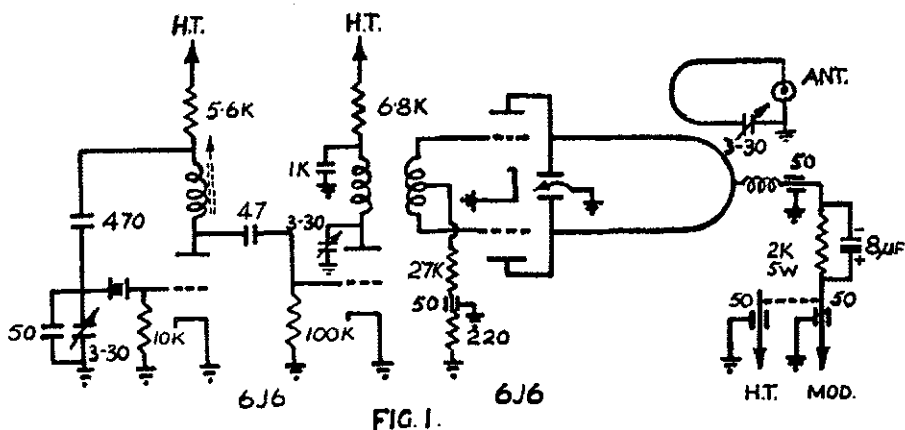 H.T.
H.T.
ANT.
5·6K
6·8K
3-30
50
1K
470
47
3-30
27K
2K
5W
-
8µF
+
50
50
50
50
3-30
10K
100K
220
6J6
6J6
H.T.
MOD.
FIG. 1.